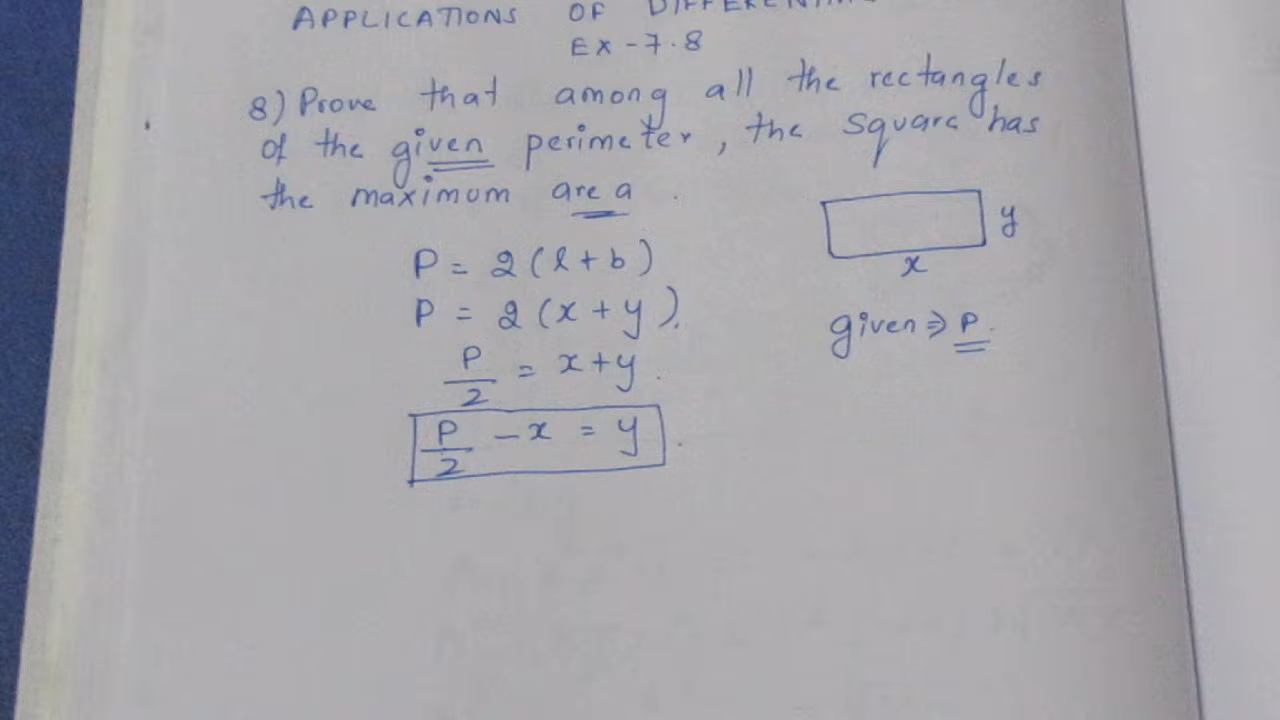 APPLICATIONS OF
EX-7.8
8) Prove that among all the rectangles
of the given perimeter, the square has
the maximum area.
y
x
P = 2(l+b)
P = 2(x+y).
given ⇒ P.
P/2 = x+y.
P/2 - x = y.